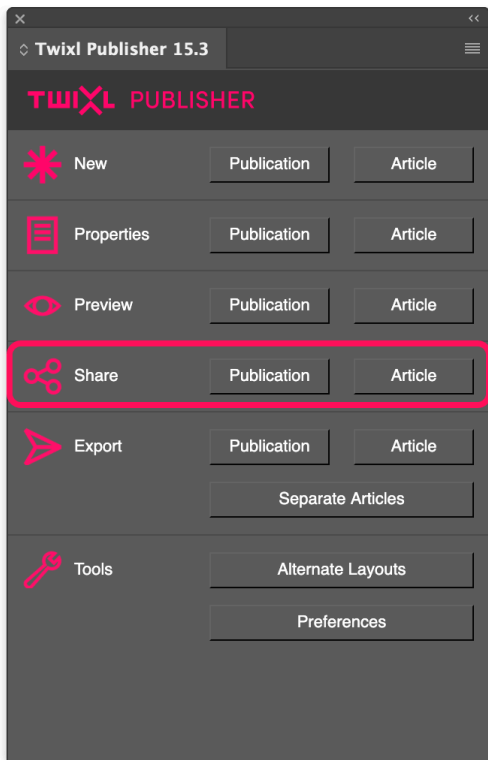 Twixl Publisher 15.3
TWIXL PUBLISHER
New Publication Article
Properties Publication Article
Preview Publication Article
Share Publication Article
Export Publication Article
Separate Articles
Tools Alternate Layouts
Preferences